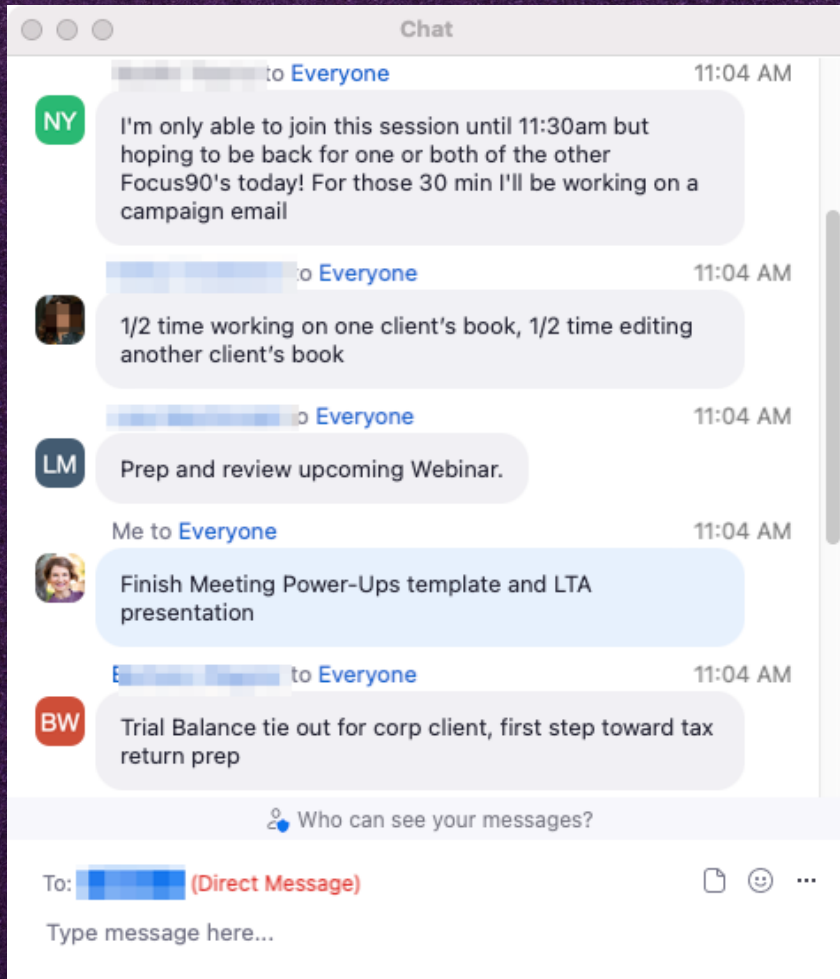 Chat
to Everyone 11:04 AM
NY
I'm only able to join this session until 11:30am but
hoping to be back for one or both of the other
Focus90's today! For those 30 min I'll be working on a
campaign email
to Everyone 11:04 AM
1/2 time working on one client’s book, 1/2 time editing
another client’s book
to Everyone 11:04 AM
LM
Prep and review upcoming Webinar.
Me to Everyone 11:04 AM
Finish Meeting Power-Ups template and LTA
presentation
to Everyone 11:04 AM
BW
Trial Balance tie out for corp client, first step toward tax
return prep
Who can see your messages?
To: (Direct Message)
Type message here...